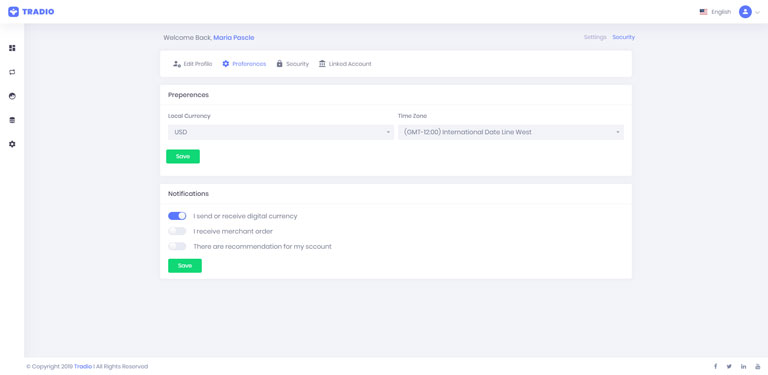 TRADIO
English
Welcome Back, Maria Pascle
Settings Security
Edit Profile Preferences Security Linked Account
Preperences
Local Currency Time Zone
USD (GMT-12:00) International Date Line West
Save
Notifications
I send or receive digital currency
I receive merchant order
There are recommendation for my sccount
Save
© Copyright 2019 Tradio I All Rights Reserved